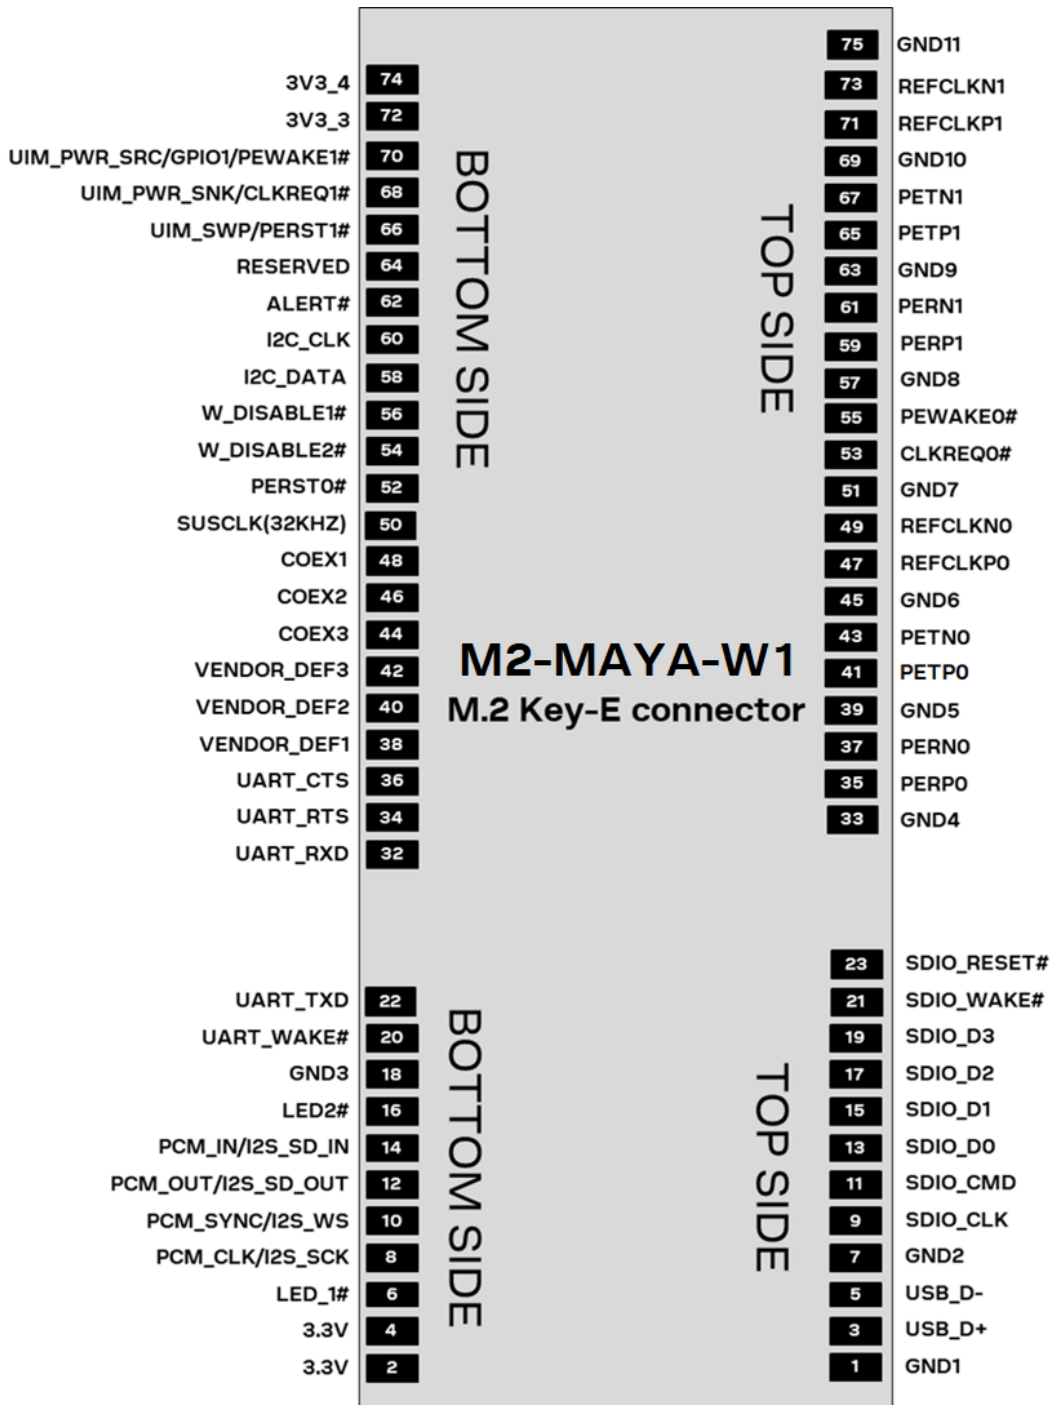 75 GND11
3V3_4 74 73 REFCLKN1
3V3_3 72 71 REFCLKP1
UIM_PWR_SRC/GPIO1/PEWAKE1# 70 69 GND10
UIM_PWR_SNK/CLKREQ1# 68 67 PETN1
UIM_SWP/PERST1# 66 65 PETP1
RESERVED 64 63 GND9
ALERT# 62 61 PERN1
I2C_CLK 60 59 PERP1
I2C_DATA 58 57 GND8
W_DISABLE1# 56 55 PEWAKE0#
W_DISABLE2# 54 53 CLKREQ0#
PERST0# 52 51 GND7
SUSCLK(32KHZ) 50 49 REFCLKN0
COEX1 48 47 REFCLKP0
COEX2 46 45 GND6
COEX3 44 43 PETN0
VENDOR_DEF3 42 41 PETP0
VENDOR_DEF2 40 39 GND5
VENDOR_DEF1 38 37 PERN0
UART_CTS 36 35 PERP0
UART_RTS 34 33 GND4
UART_RXD 32
BOTTOM SIDE
TOP SIDE
M2-MAYA-W1
M.2 Key-E connector
23 SDIO_RESET#
UART_TXD 22 21 SDIO_WAKE#
UART_WAKE# 20 19 SDIO_D3
GND3 18 17 SDIO_D2
LED2# 16 15 SDIO_D1
PCM_IN/I2S_SD_IN 14 13 SDIO_D0
PCM_OUT/I2S_SD_OUT 12 11 SDIO_CMD
PCM_SYNC/I2S_WS 10 9 SDIO_CLK
PCM_CLK/I2S_SCK 8 7 GND2
LED_1# 6 5 USB_D-
3.3V 4 3 USB_D+
3.3V 2 1 GND1
BOTTOM SIDE
TOP SIDE